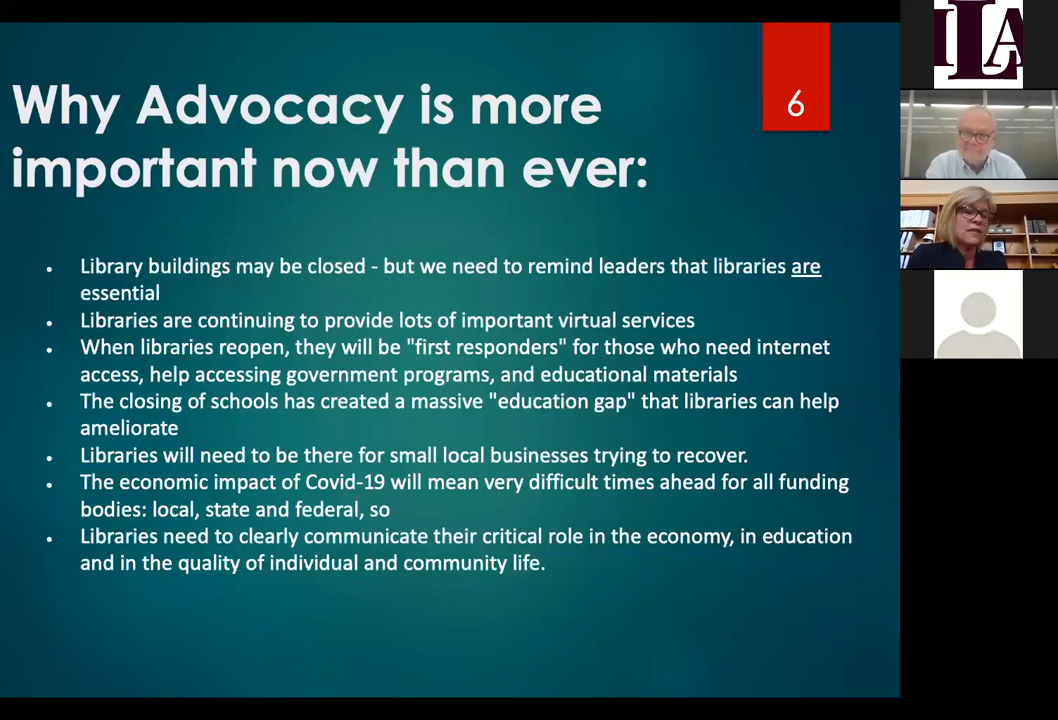 Why Advocacy is more
important now than ever:
6
Library buildings may be closed - but we need to remind leaders that libraries are
essential
Libraries are continuing to provide lots of important virtual services
When libraries reopen, they will be "first responders" for those who need internet
access, help accessing government programs, and educational materials
The closing of schools has created a massive "education gap" that libraries can help
ameliorate
Libraries will need to be there for small local businesses trying to recover.
The economic impact of Covid-19 will mean very difficult times ahead for all funding
bodies: local, state and federal, so
Libraries need to clearly communicate their critical role in the economy, in education
and in the quality of individual and community life.
ILA